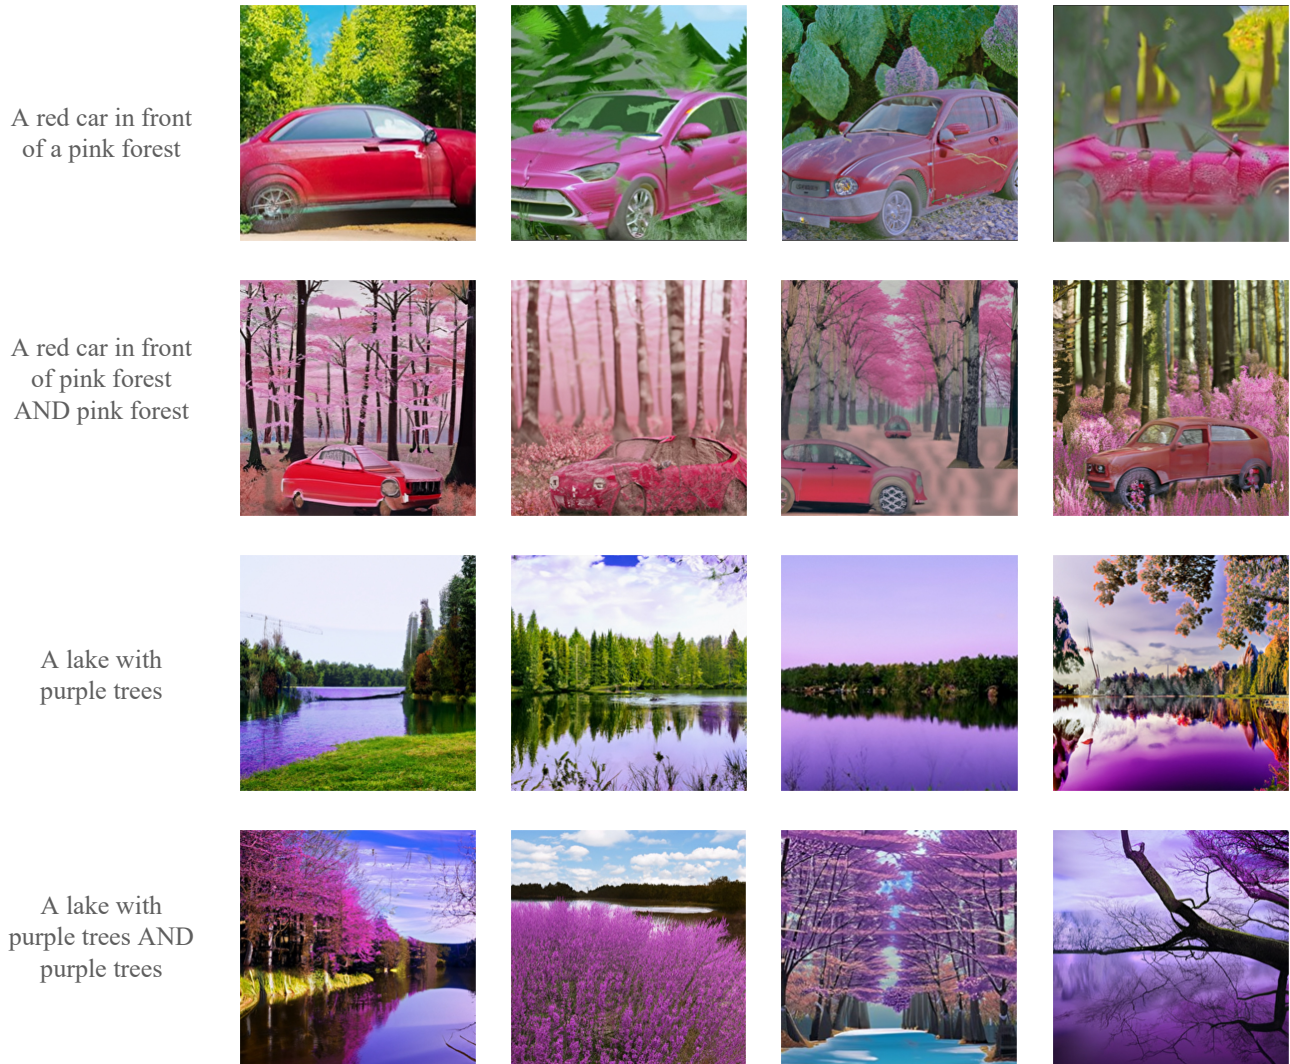 A red car in front
of a pink forest
A red car in front
of pink forest
AND pink forest
A lake with
purple trees
A lake with
purple trees AND
purple trees